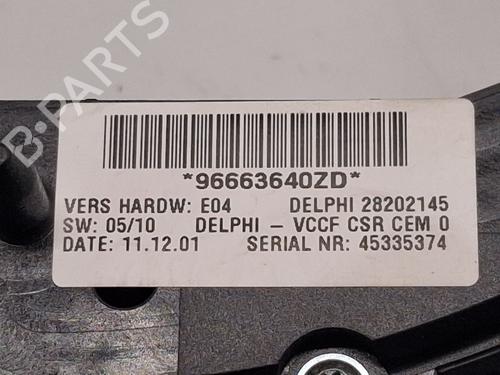 B-PARTS
*96663640ZD*
VERS HARDW: E04 DELPHI 28202145
SW: 05/10 DELPHI - VCCF CSR CEM 0
DATE: 11.12.01 SERIAL NR: 45335374